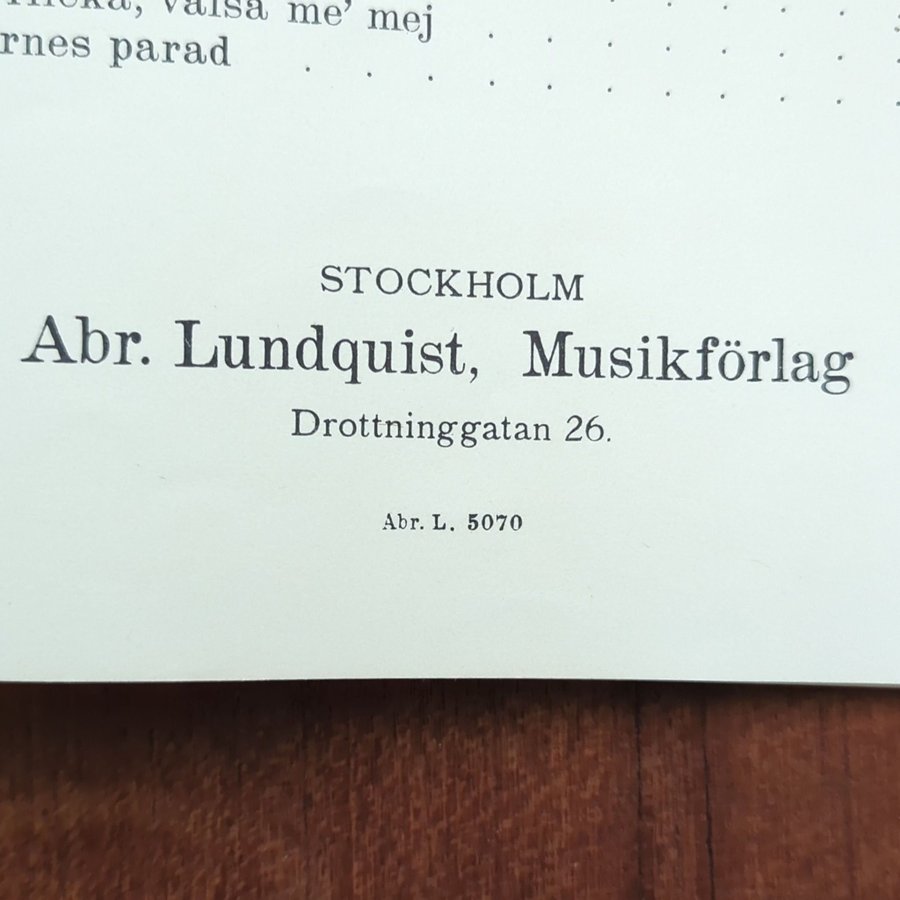 valsa me' mej
rnes parad
STOCKHOLM
Abr. Lundquist, Musikförlag
Drottninggatan 26.
Abr. L. 5070